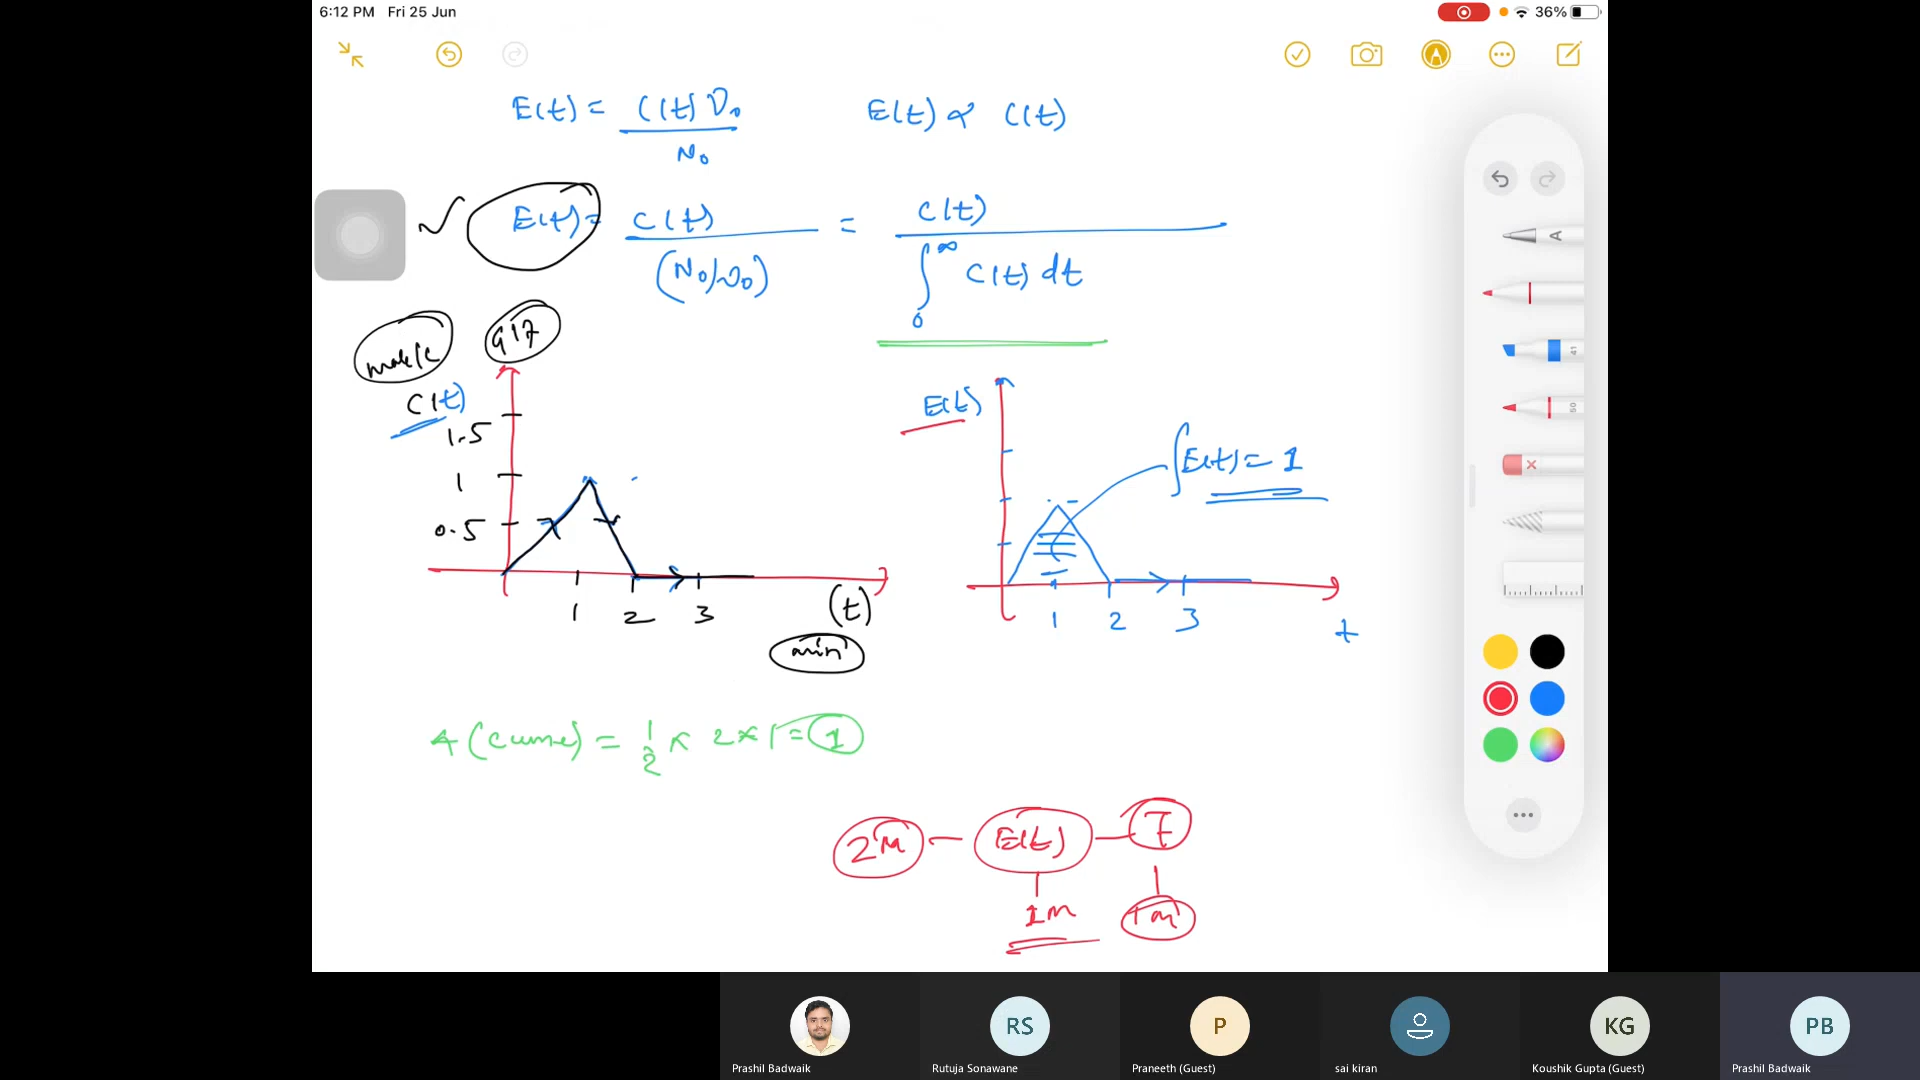 6:12 PM Fri 25 Jun
36%
E(t) = C(t) υ₀ / N₀
E(t) ∝ C(t)
E(t) = C(t) / (N₀/υ₀) = C(t) / ∫₀^∞ C(t) dt
C(t)
1.5
1
0.5
1 2 3 (t)
min
E(t)
∫E(t) = 1
1 2 3 t
A (curve) = 1/2 × 2 × 1 = 1
2M — E(t)
1M
A
41
50
Prashil Badwaik
RS
Rutuja Sonawane
P
Praneeth (Guest)
sai kiran
KG
Koushik Gupta (Guest)
PB
Prashil Badwaik